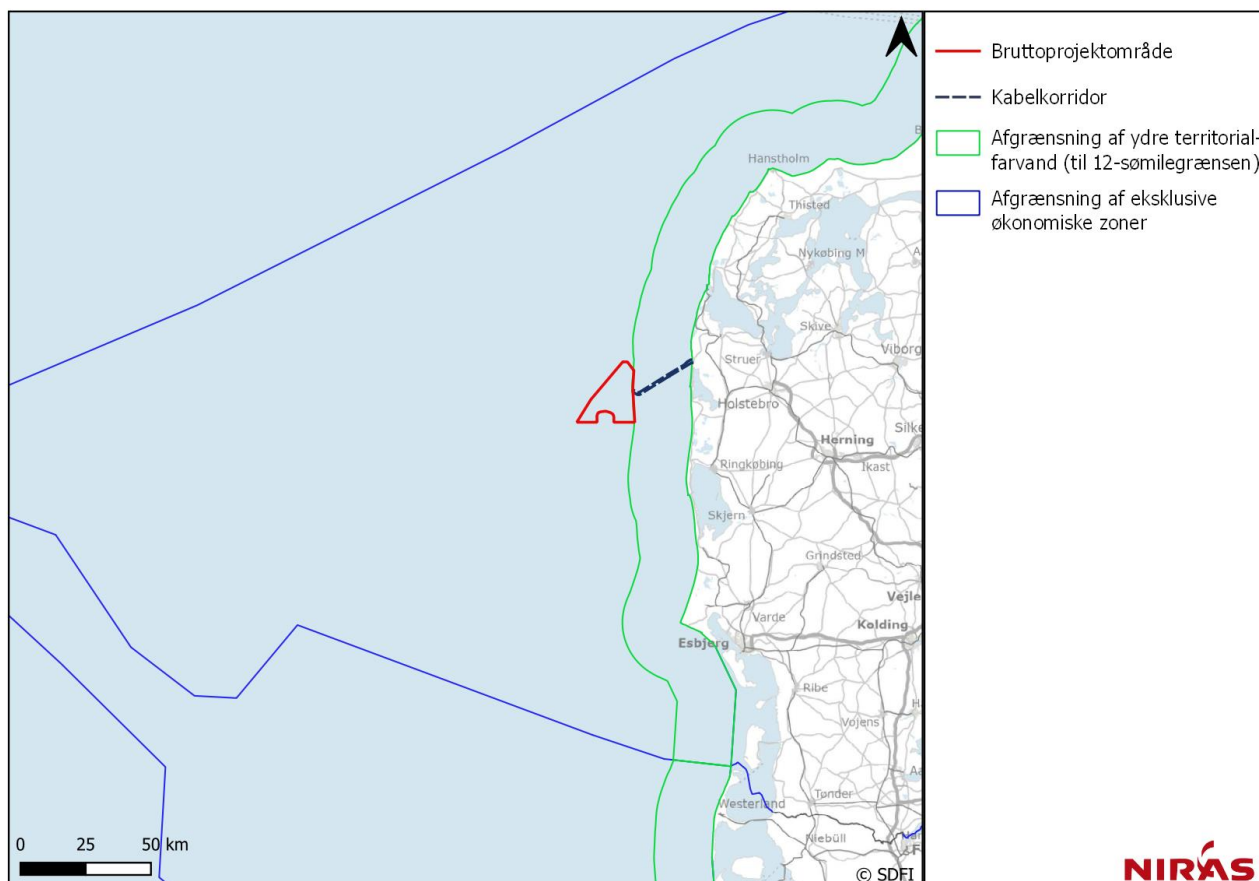 Bruttoprojektområde
Kabelkorridor
Afgrænsning af ydre territorial-
farvand (til 12-sømilegrænsen)
Afgrænsning af eksklusive
økonomiske zoner
Hanstholm
Thisted
Nykøbing M
Skive
Struer
Viborg
Holstebro
Silke
Herning
Ikast
Ringkøbing
Skjern
Grindsted
Vejle
Varde
Kolding
Esbjerg
Ribe
Vojens
Westerland
Tønder
Niebüll
0 25 50 km
© SDFI
NIRAS